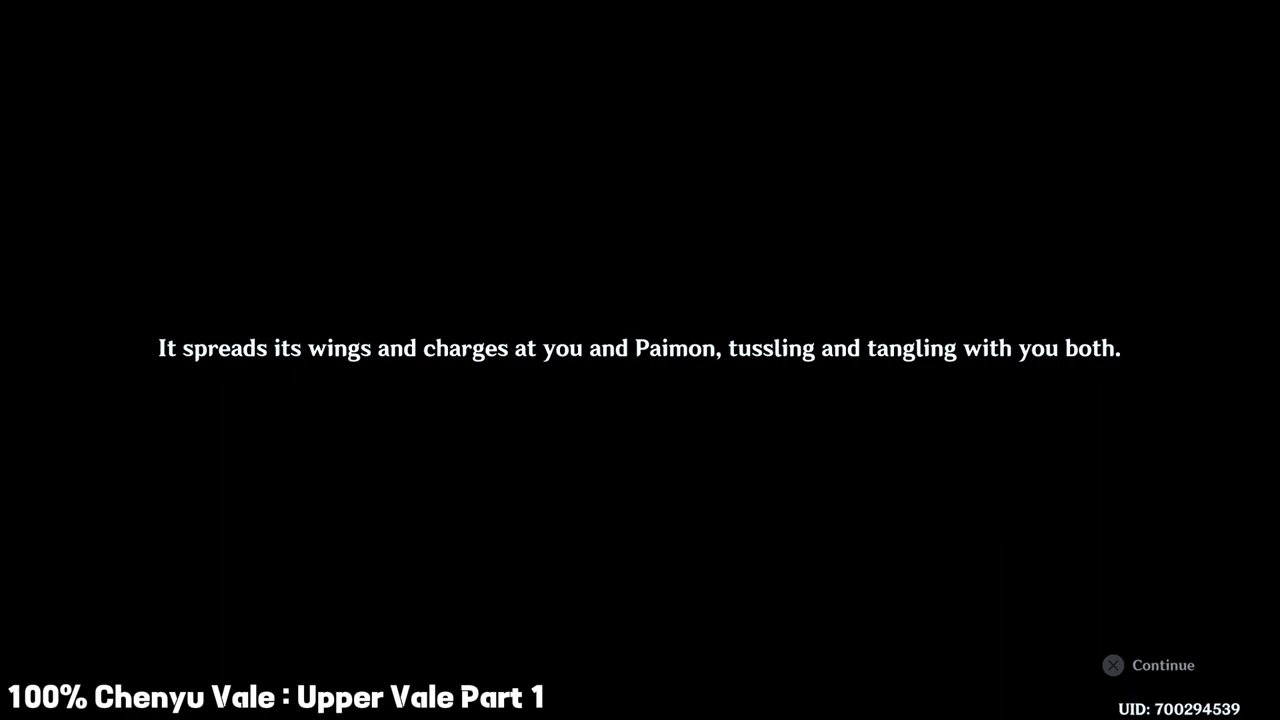 It spreads its wings and charges at you and Paimon, tussling and tangling with you both.
Continue
100% Chenyu Vale : Upper Vale Part 1
UID: 700294539